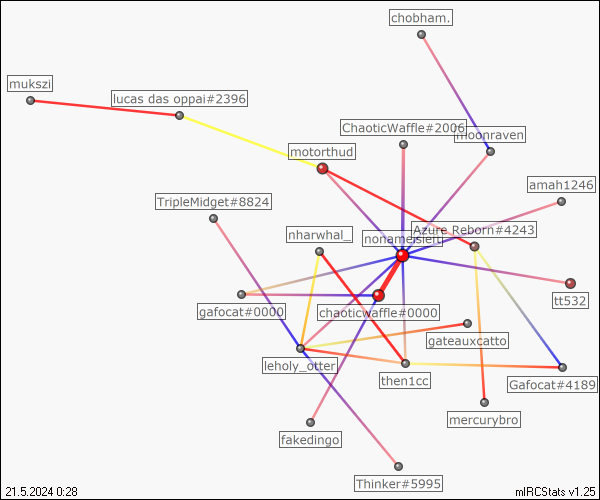 chobham.
mukszi
lucas das oppai#2396
ChaoticWaffle#2006
moonraven
motorthud
amah1246
TripleMidget#8824
nharwhal_
Azure Reborn#4243
tt532
gafocat#0000
chaoticwaffle#0000
gateauxcatto
leholy_otter
then1cc
Gafocat#4189
mercurybro
fakedingo
Thinker#5995
21.5.2024 0:28
mIRCStats v1.25